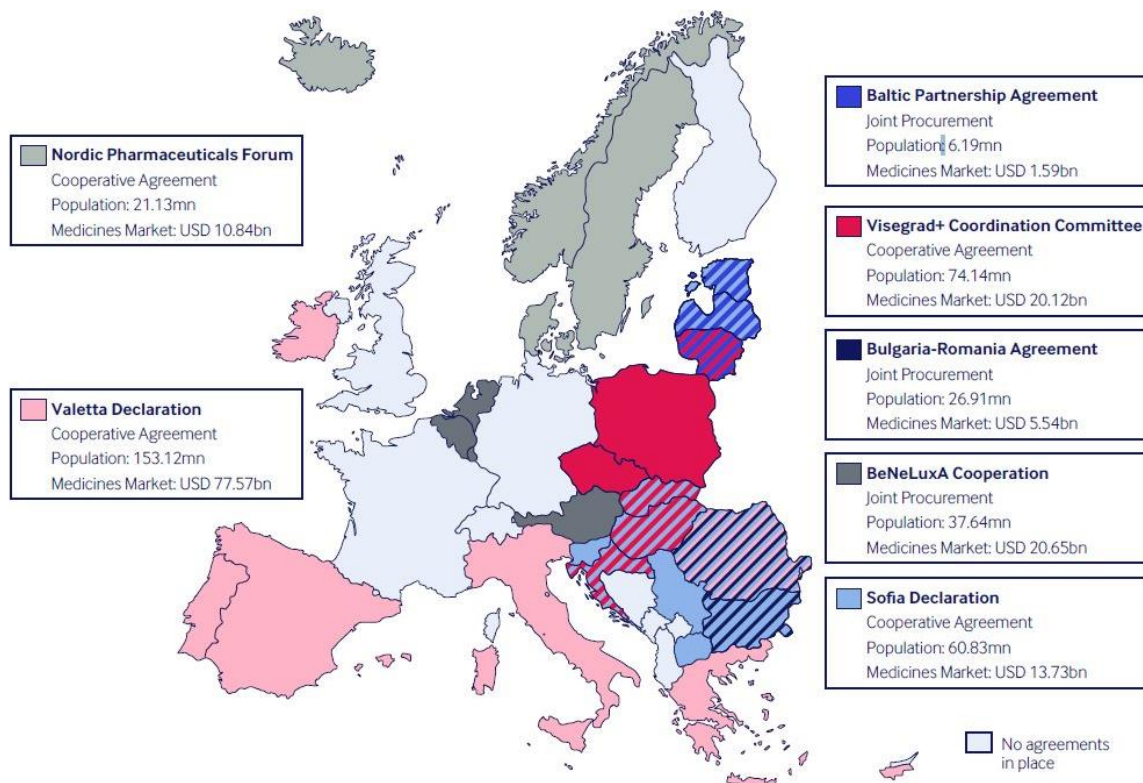 Nordic Pharmaceuticals Forum
Cooperative Agreement
Population: 21.13mn
Medicines Market: USD 10.84bn
Valetta Declaration
Cooperative Agreement
Population: 153.12mn
Medicines Market: USD 77.57bn
Baltic Partnership Agreement
Joint Procurement
Population: 6.19mn
Medicines Market: USD 1.59bn
Visegrad+ Coordination Committee
Cooperative Agreement
Population: 74.14mn
Medicines Market: USD 20.12bn
Bulgaria-Romania Agreement
Joint Procurement
Population: 26.91mn
Medicines Market: USD 5.54bn
BeNeLuxA Cooperation
Joint Procurement
Population: 37.64mn
Medicines Market: USD 20.65bn
Sofia Declaration
Cooperative Agreement
Population: 60.83mn
Medicines Market: USD 13.73bn
No agreements
in place